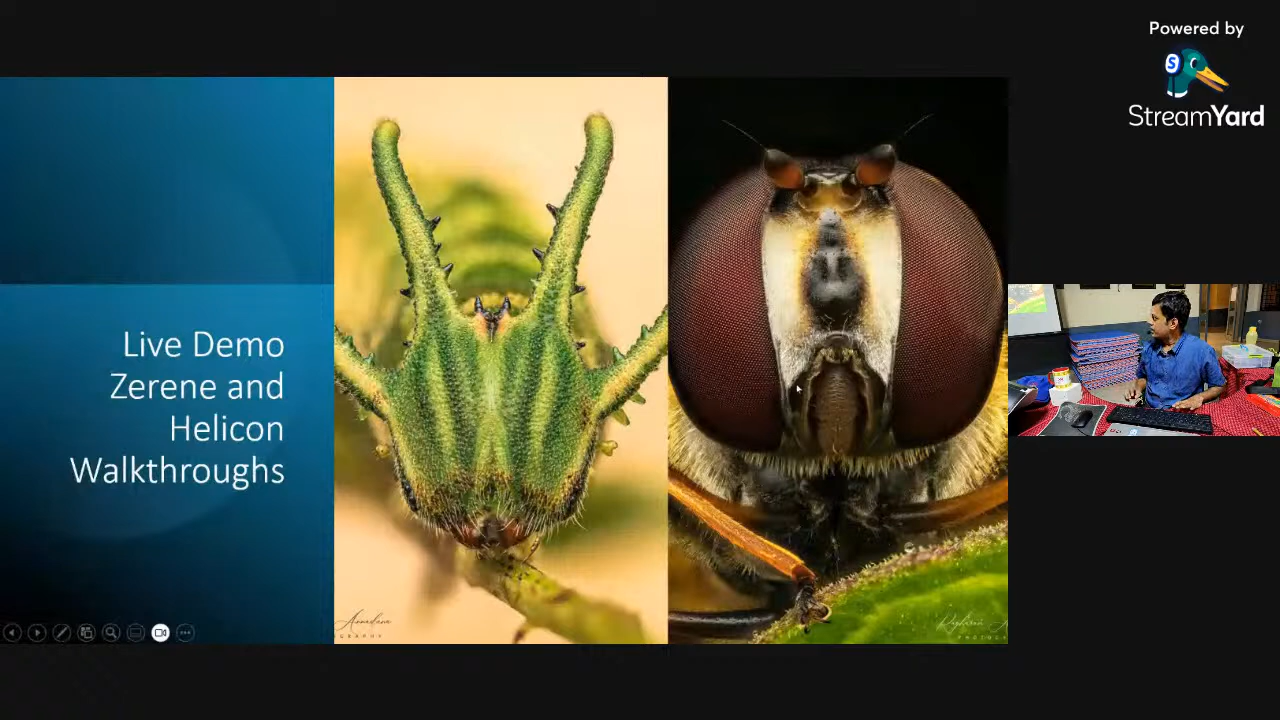 Powered by
StreamYard
Live Demo
Zerene and
Helicon
Walkthroughs